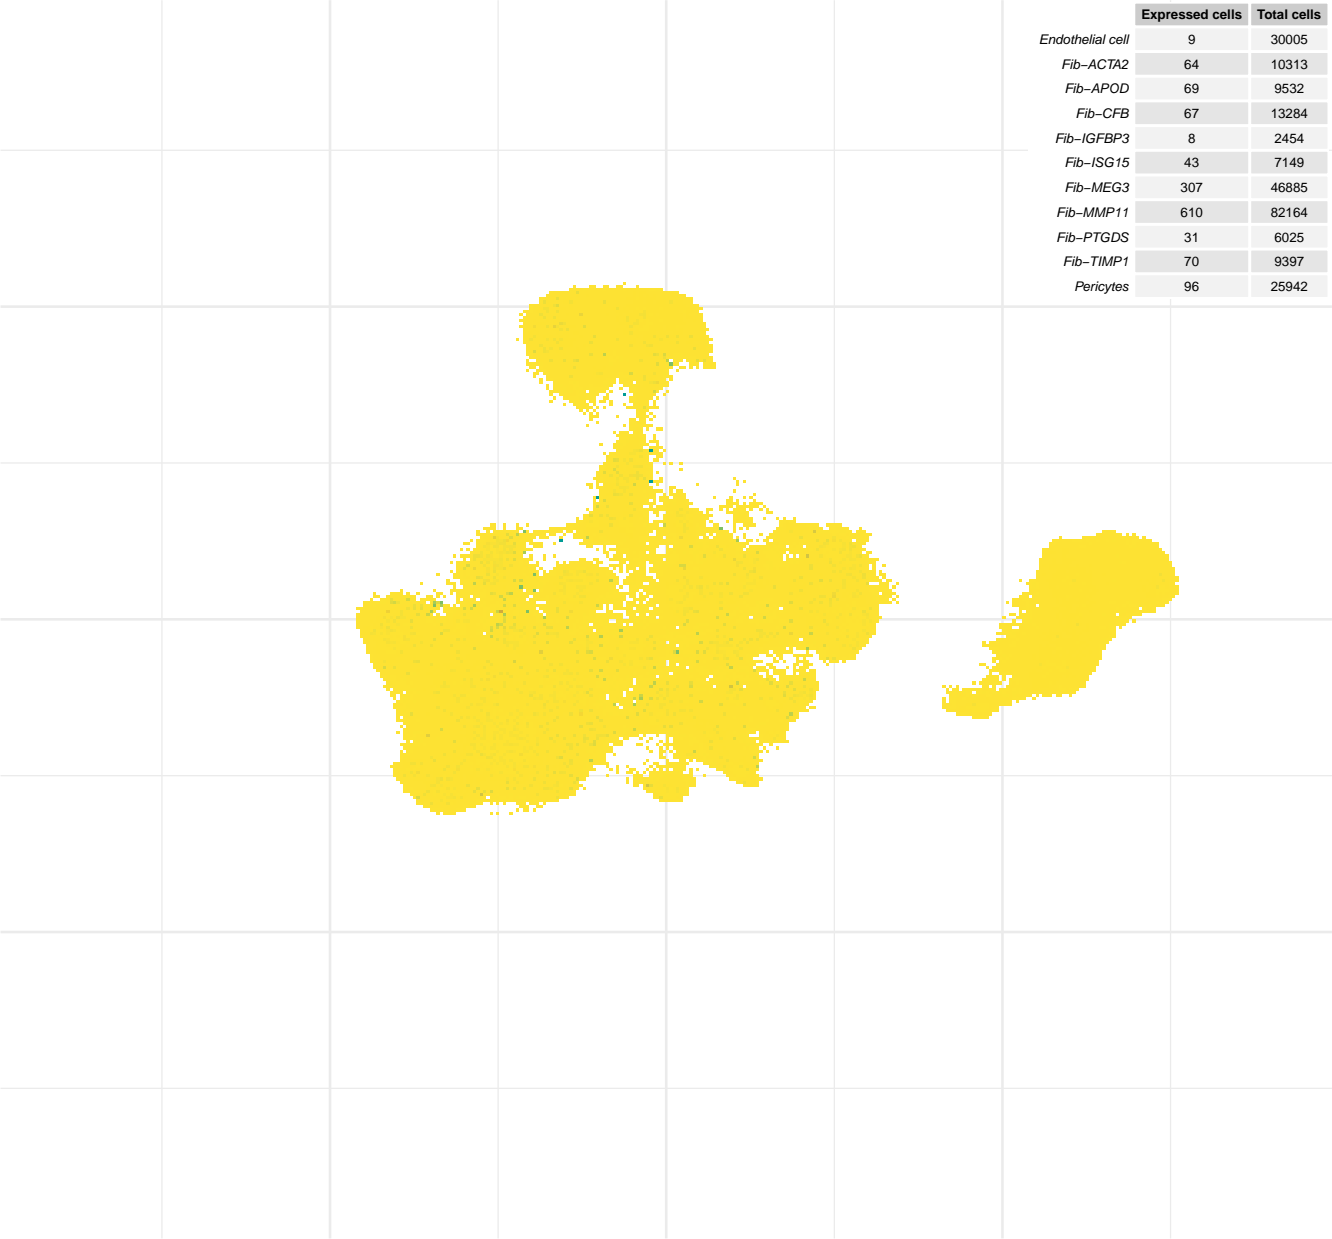 Expressed cells Total cells
Endothelial cell 9 30005
Fib−ACTA2 64 10313
Fib−APOD 69 9532
Fib−CFB 67 13284
Fib−IGFBP3 8 2454
Fib−ISG15 43 7149
Fib−MEG3 307 46885
Fib−MMP11 610 82164
Fib−PTGDS 31 6025
Fib−TIMP1 70 9397
Pericytes 96 25942